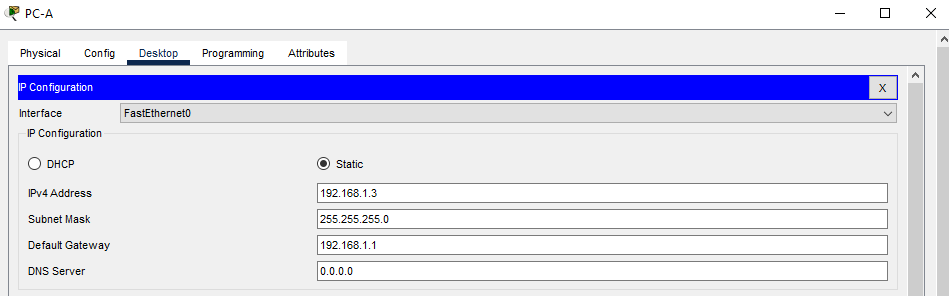 PC-A
Physical Config Desktop Programming Attributes
IP Configuration X
Interface FastEthernet0
IP Configuration
DHCP Static
IPv4 Address 192.168.1.3
Subnet Mask 255.255.255.0
Default Gateway 192.168.1.1
DNS Server 0.0.0.0